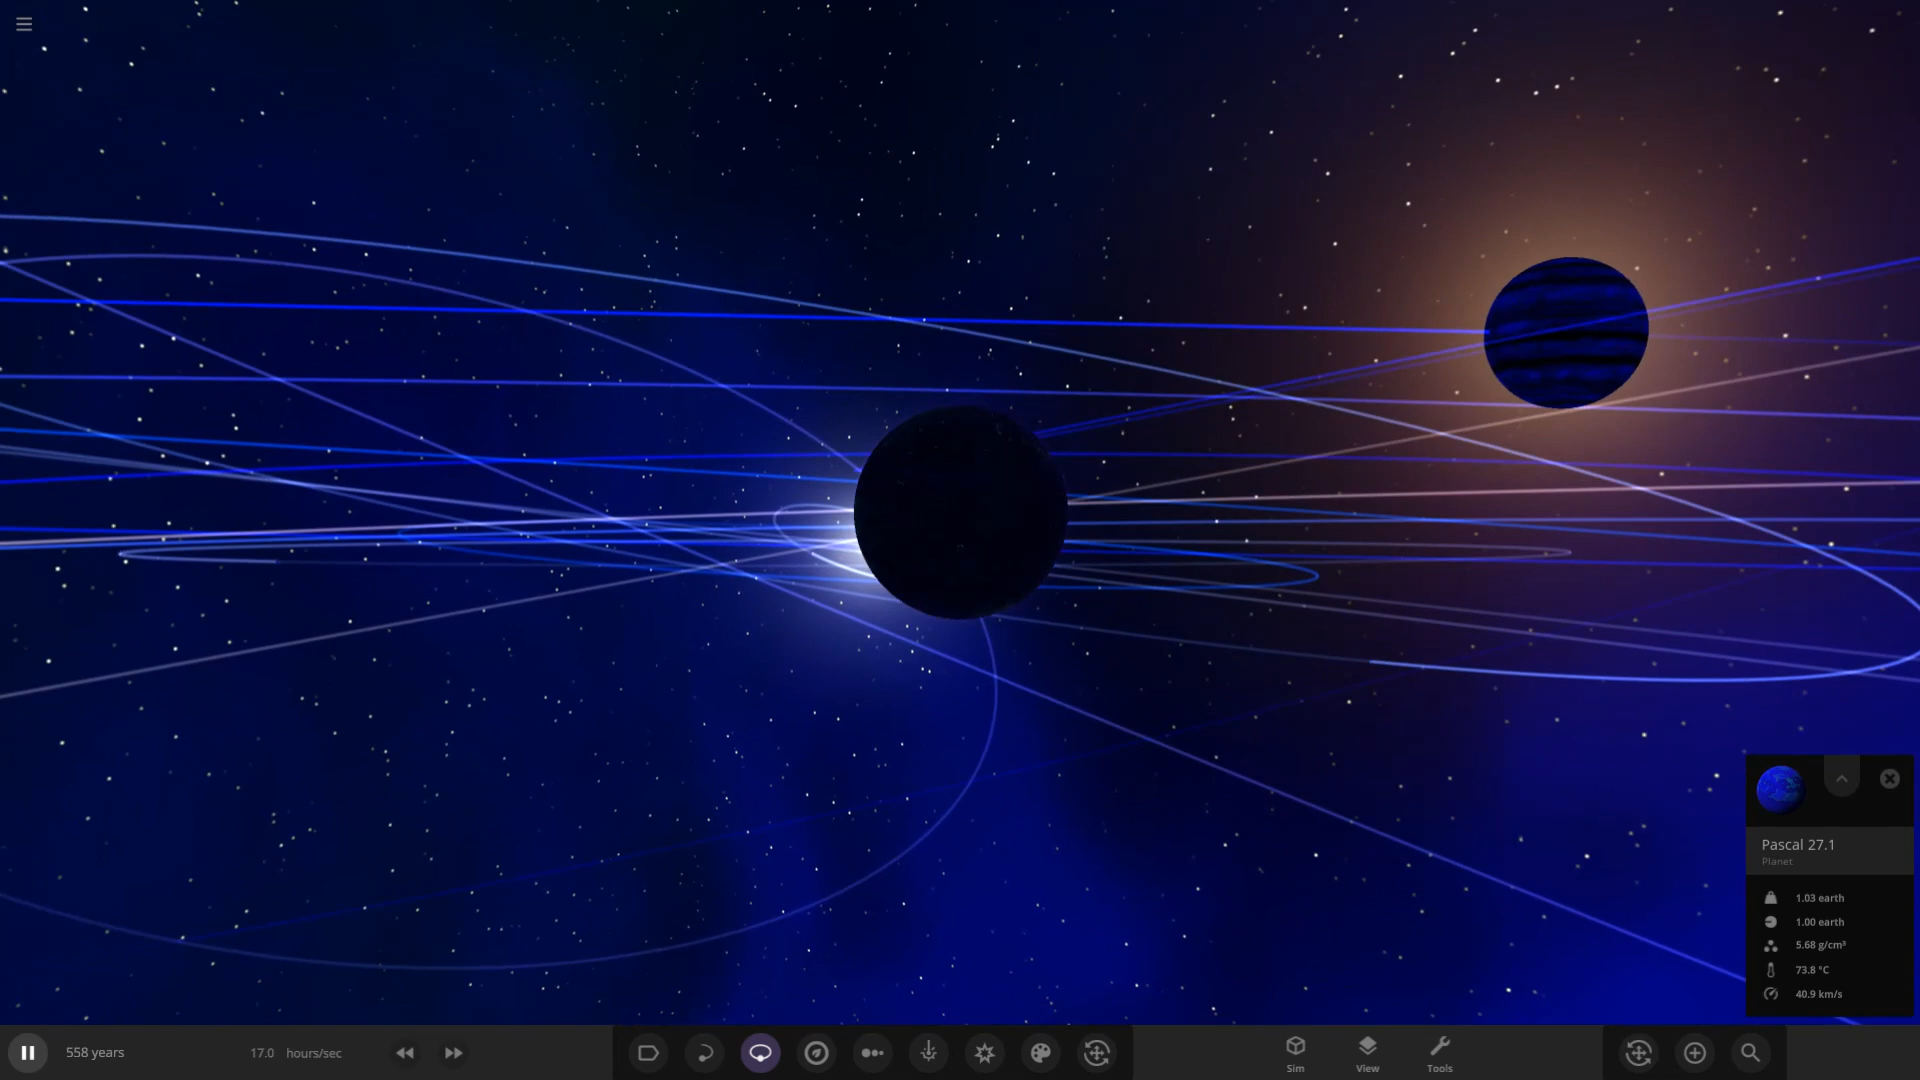 Pascal 27.1
Planet
1.03 earth
1.00 earth
5.68 g/cm³
73.8 °C
40.9 km/s
558 years
17.0 hours/sec
Sim
View
Tools